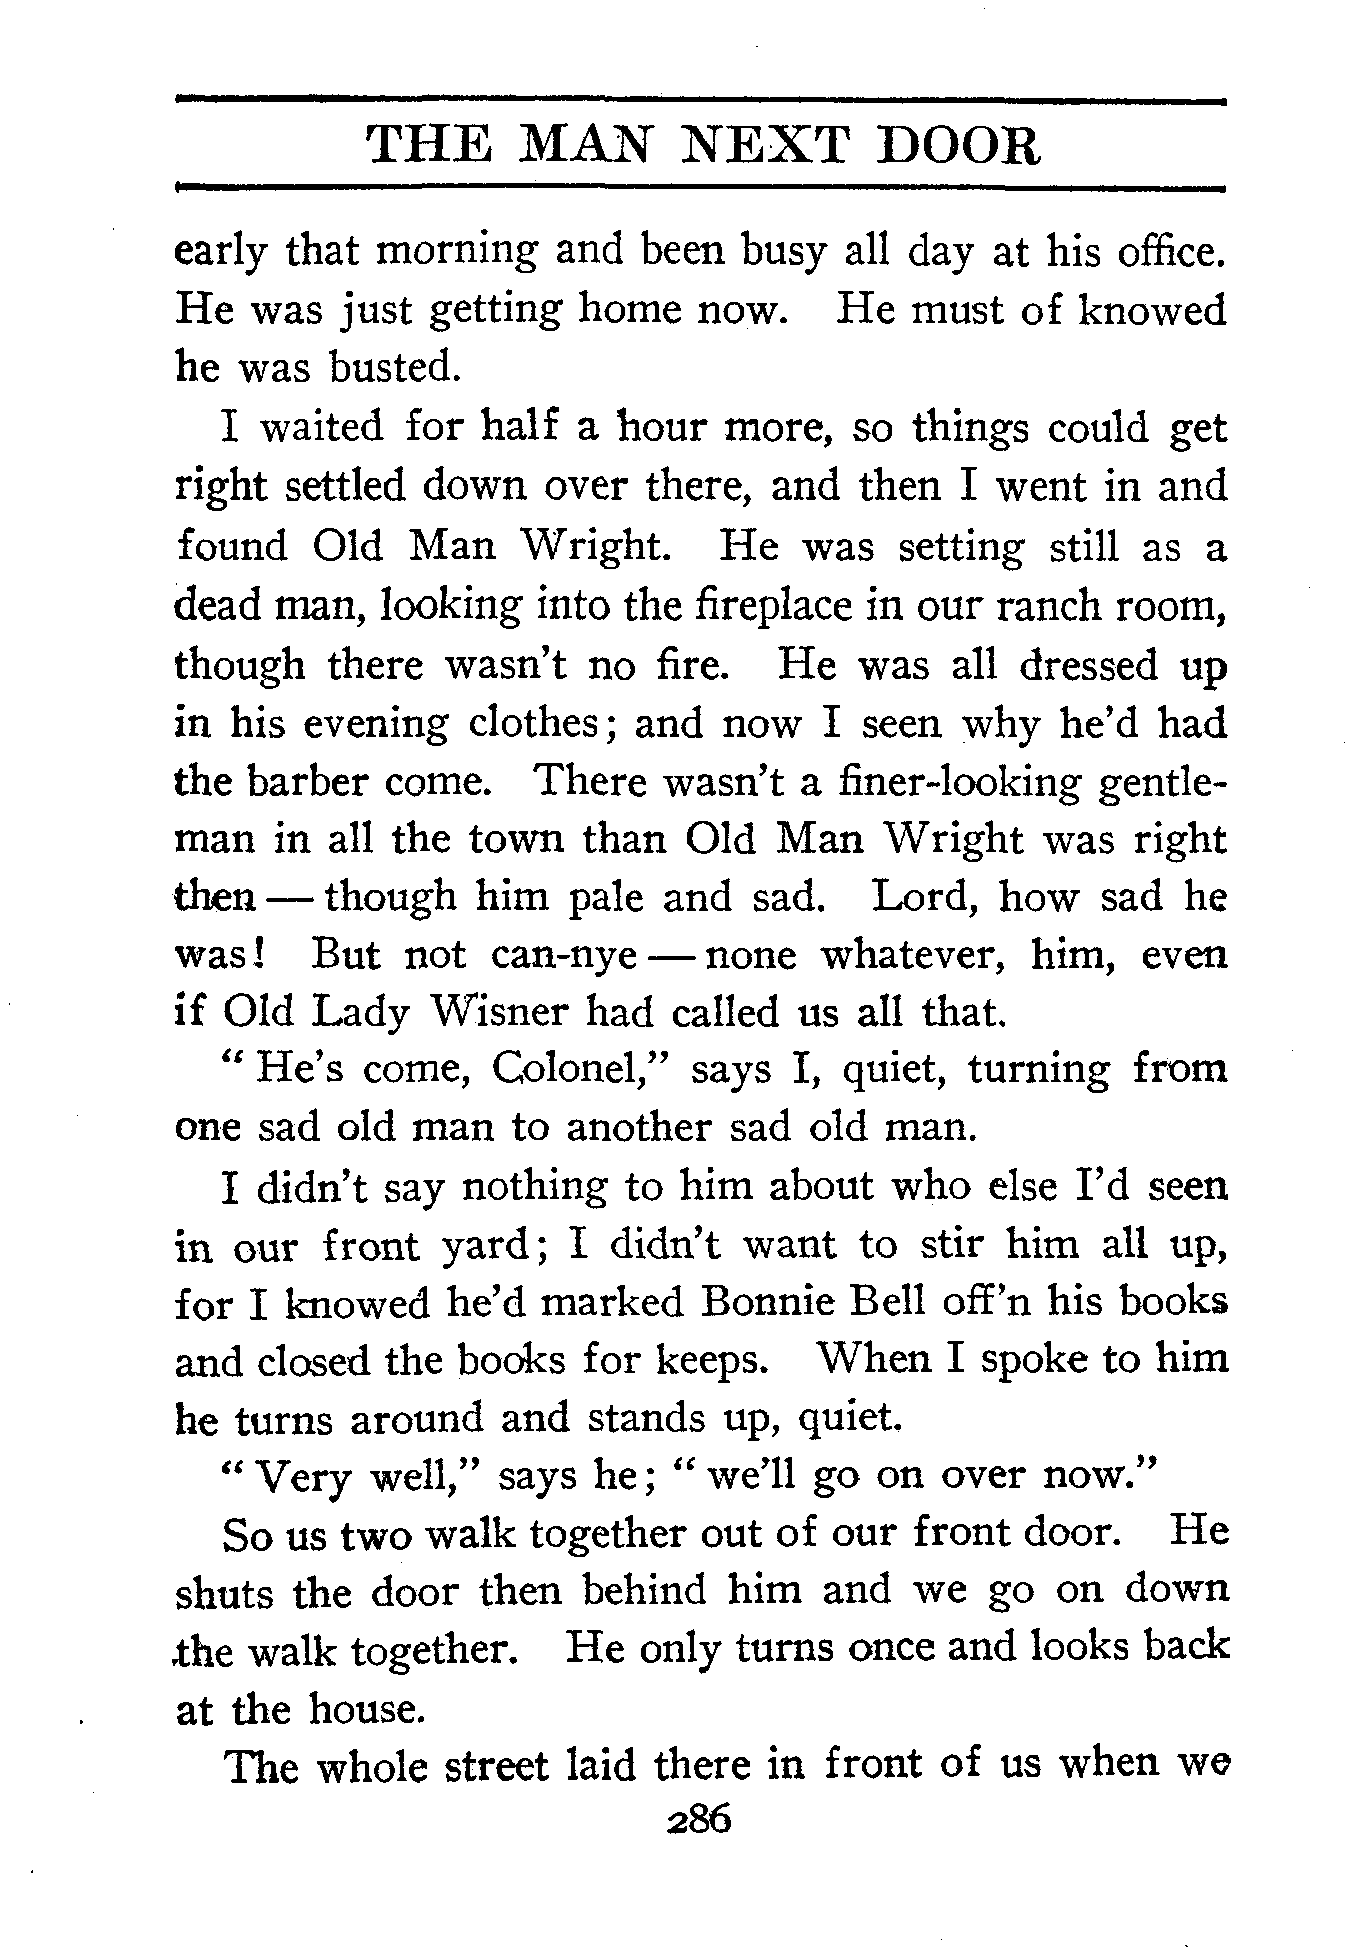 THE MAN NEXT DOOR
early that morning and been busy all day at his office.
He was just getting home now. He must of knowed
he was busted.
I waited for half a hour more, so things could get
right settled down over there, and then I went in and
found Old Man Wright. He was setting still as a
dead man, looking into the fireplace in our ranch room,
though there wasn't no fire. He was all dressed up
in his evening clothes; and now I seen why he'd had
the barber come. There wasn't a finer-looking gentle-
man in all the town than Old Man Wright was right
then — though him pale and sad. Lord, how sad he
was! But not can-nye — none whatever, him, even
if Old Lady Wisner had called us all that.
"He's come, Colonel," says I, quiet, turning from
one sad old man to another sad old man.
I didn't say nothing to him about who else I'd seen
in our front yard; I didn't want to stir him all up,
for I knowed he'd marked Bonnie Bell off'n his books
and closed the books for keeps. When I spoke to him
he turns around and stands up, quiet.
"Very well," says he; "we'll go on over now."
So us two walk together out of our front door. He
shuts the door then behind him and we go on down
the walk together. He only turns once and looks back
at the house.
The whole street laid there in front of us when we
286